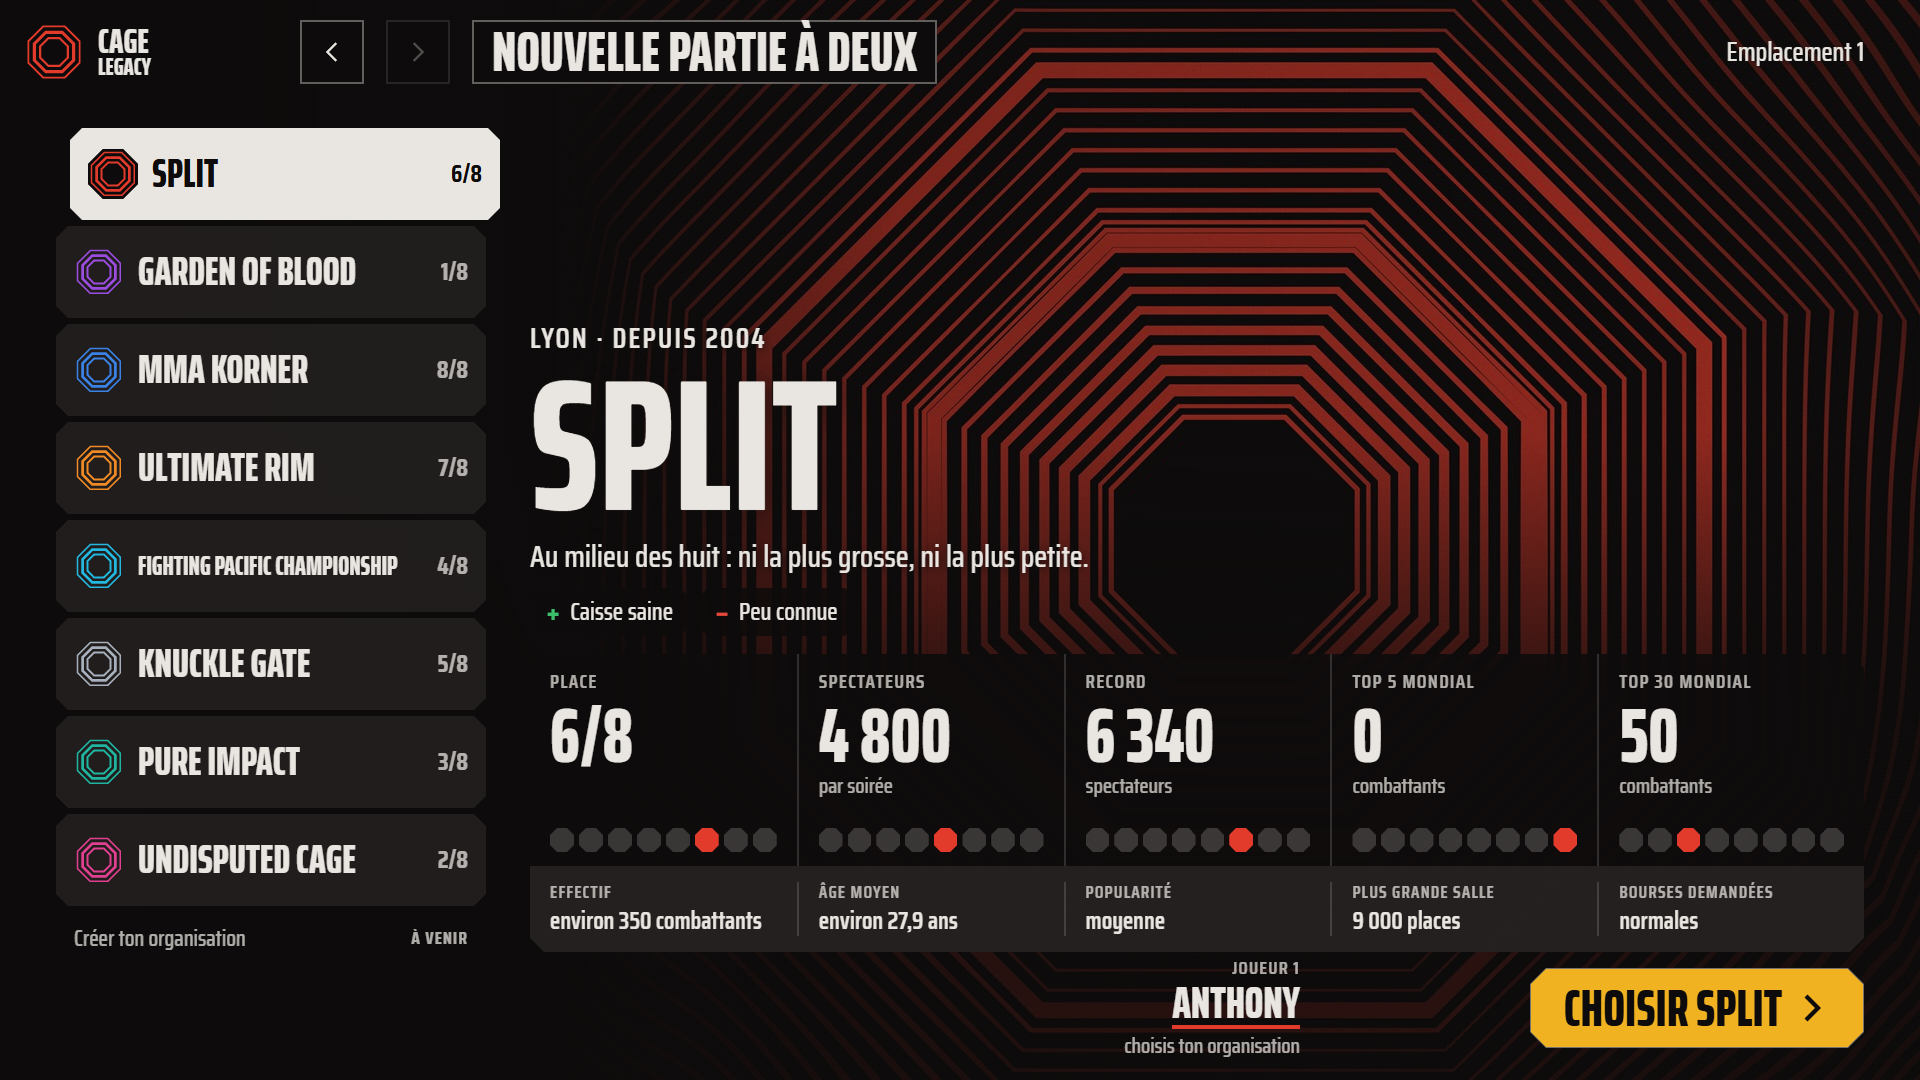 CAGE
LEGACY
NOUVELLE PARTIE À DEUX
Emplacement 1
SPLIT 6/8
GARDEN OF BLOOD 1/8
MMA KORNER 8/8
ULTIMATE RIM 7/8
FIGHTING PACIFIC CHAMPIONSHIP 4/8
KNUCKLE GATE 5/8
PURE IMPACT 3/8
UNDISPUTED CAGE 2/8
Créer ton organisation À VENIR
LYON · DEPUIS 2004
SPLIT
Au milieu des huit : ni la plus grosse, ni la plus petite.
+ Caisse saine – Peu connue
PLACE
6/8
SPECTATEURS
4 800
par soirée
RECORD
6 340
spectateurs
TOP 5 MONDIAL
0
combattants
TOP 30 MONDIAL
50
combattants
EFFECTIF
environ 350 combattants
ÂGE MOYEN
environ 27,9 ans
POPULARITÉ
moyenne
PLUS GRANDE SALLE
9 000 places
BOURSES DEMANDÉES
normales
JOUEUR 1
ANTHONY
choisis ton organisation
CHOISIR SPLIT